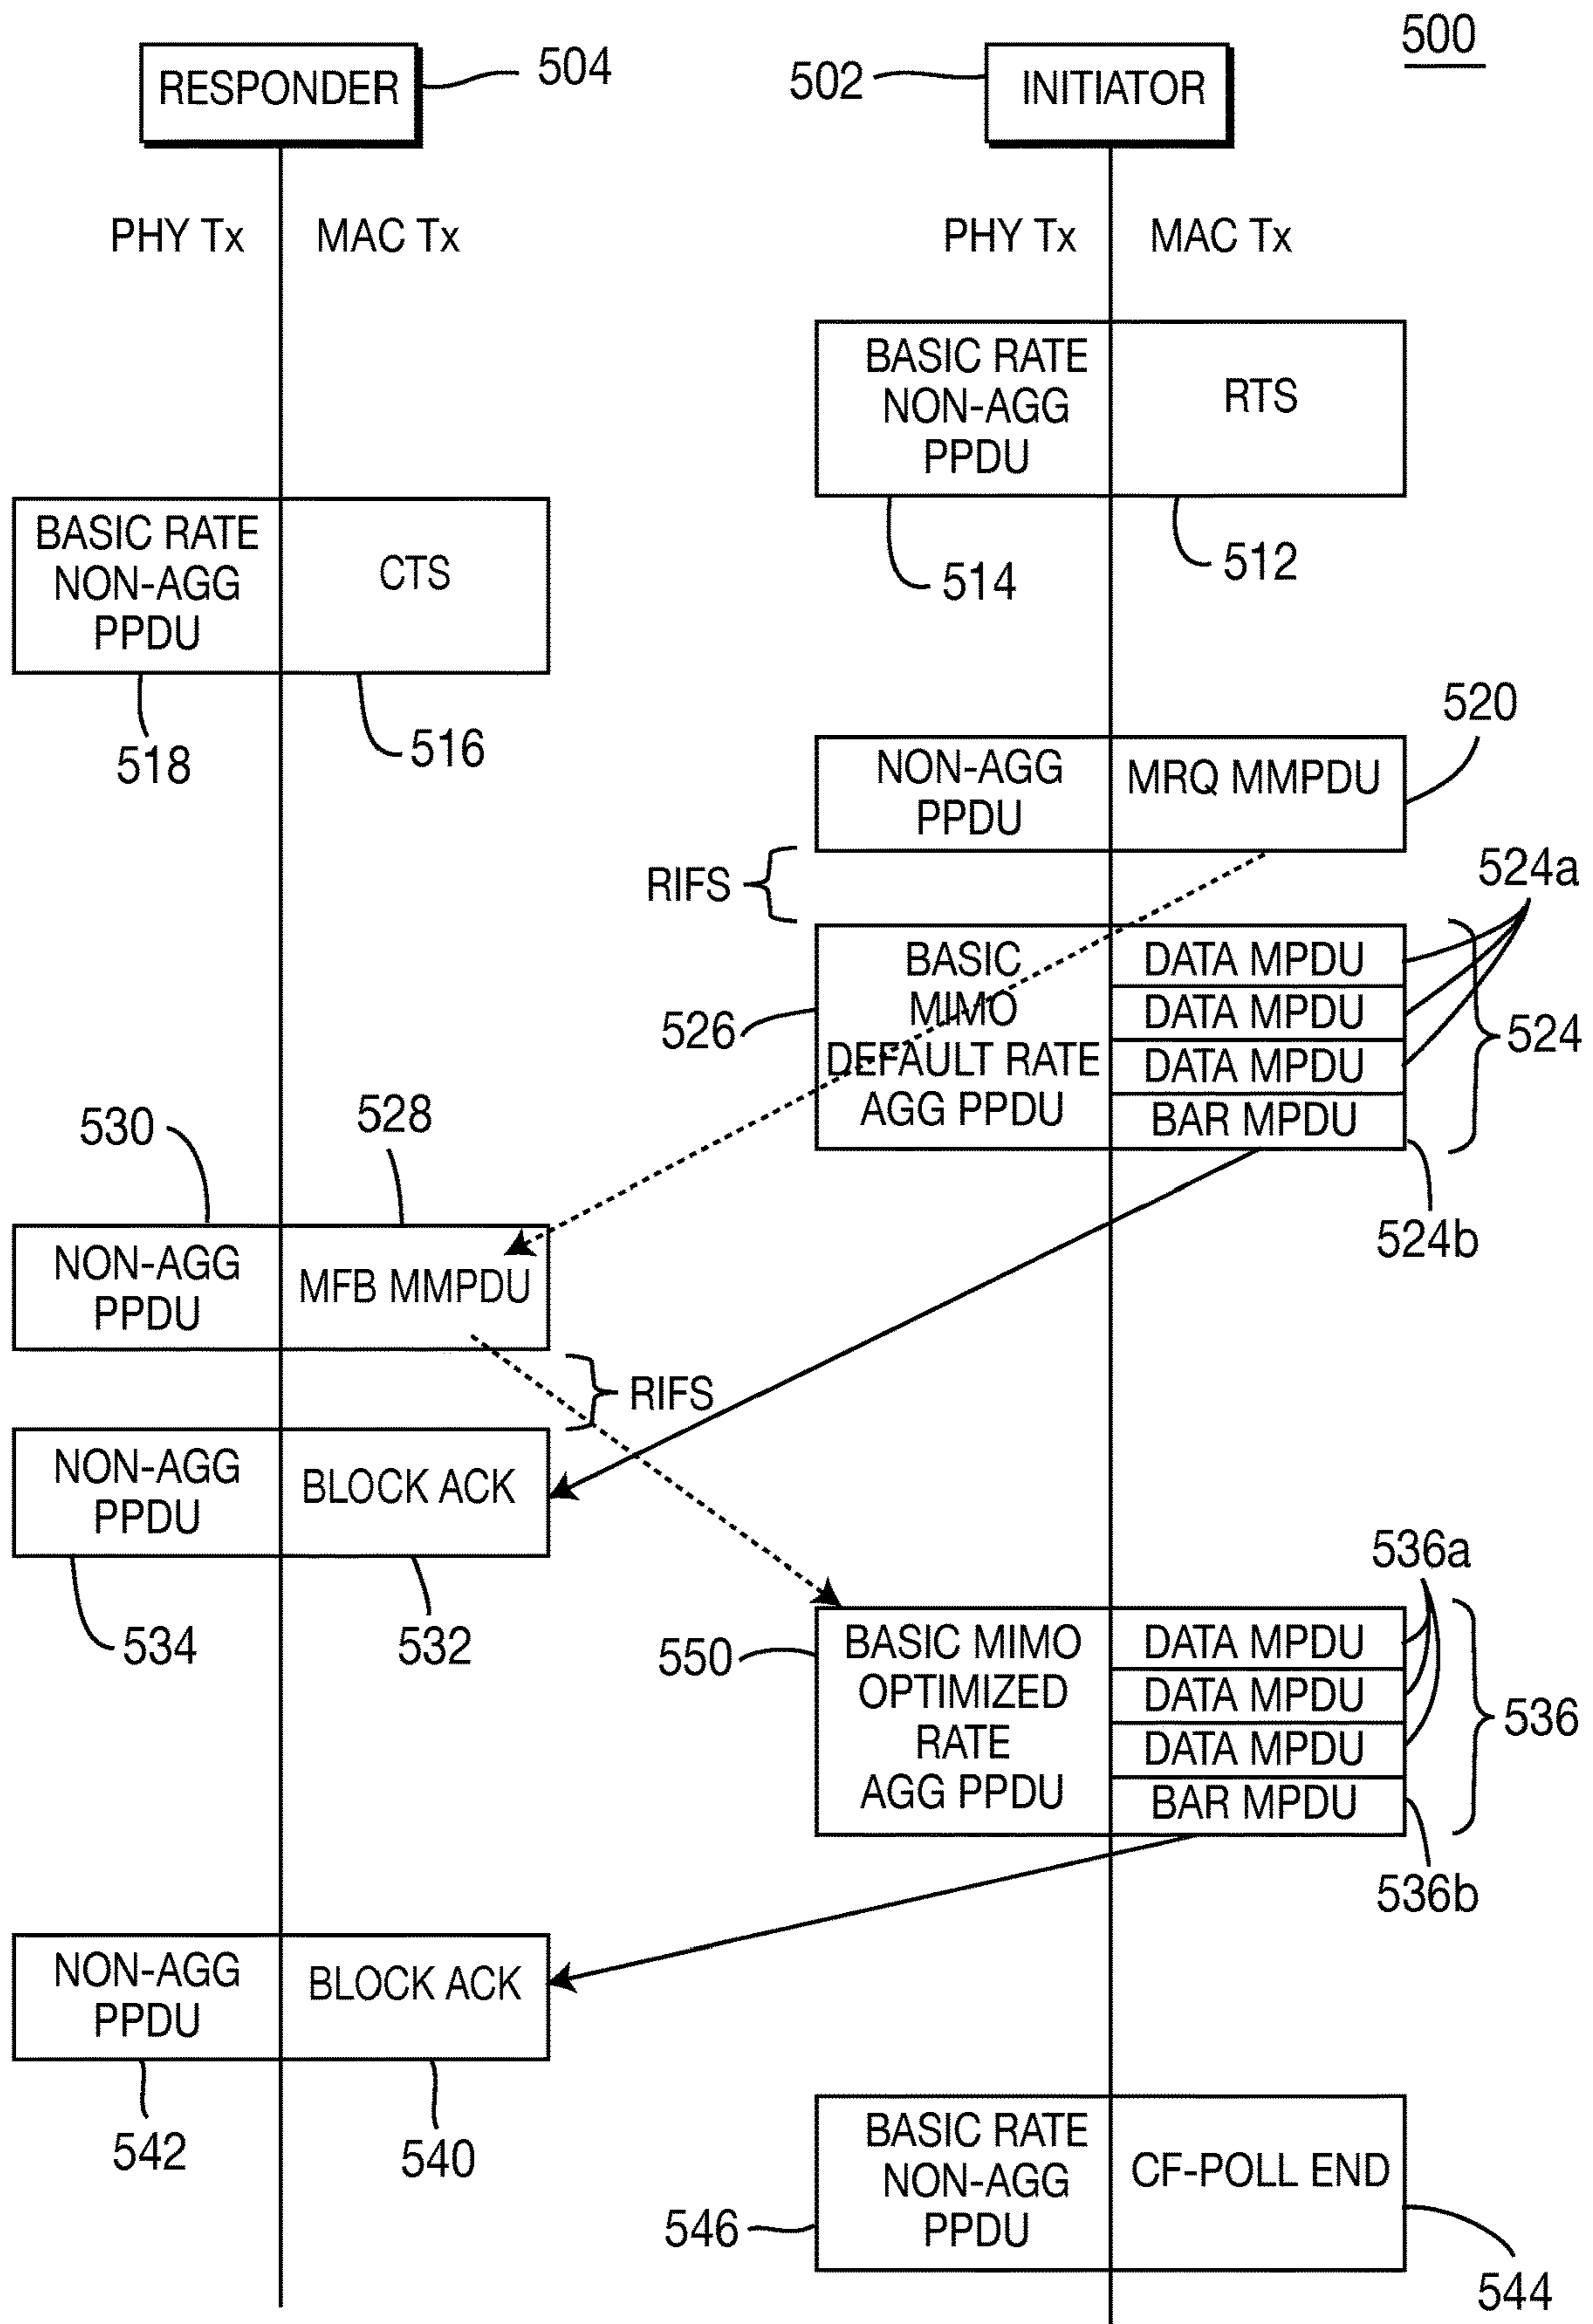 500
RESPONDER
504
502
INITIATOR
PHY Tx
MAC Tx
PHY Tx
MAC Tx
BASIC RATE
NON-AGG
PPDU
RTS
514
512
BASIC RATE
NON-AGG
PPDU
CTS
518
516
520
NON-AGG
PPDU
MRQ MMPDU
RIFS
524a
526
BASIC
MIMO
DEFAULT RATE
AGG PPDU
DATA MPDU
DATA MPDU
DATA MPDU
BAR MPDU
524
524b
530
528
NON-AGG
PPDU
MFB MMPDU
RIFS
NON-AGG
PPDU
BLOCK ACK
534
532
536a
550
BASIC MIMO
OPTIMIZED
RATE
AGG PPDU
DATA MPDU
DATA MPDU
DATA MPDU
BAR MPDU
536
536b
NON-AGG
PPDU
BLOCK ACK
542
540
BASIC RATE
NON-AGG
PPDU
CF-POLL END
546
544